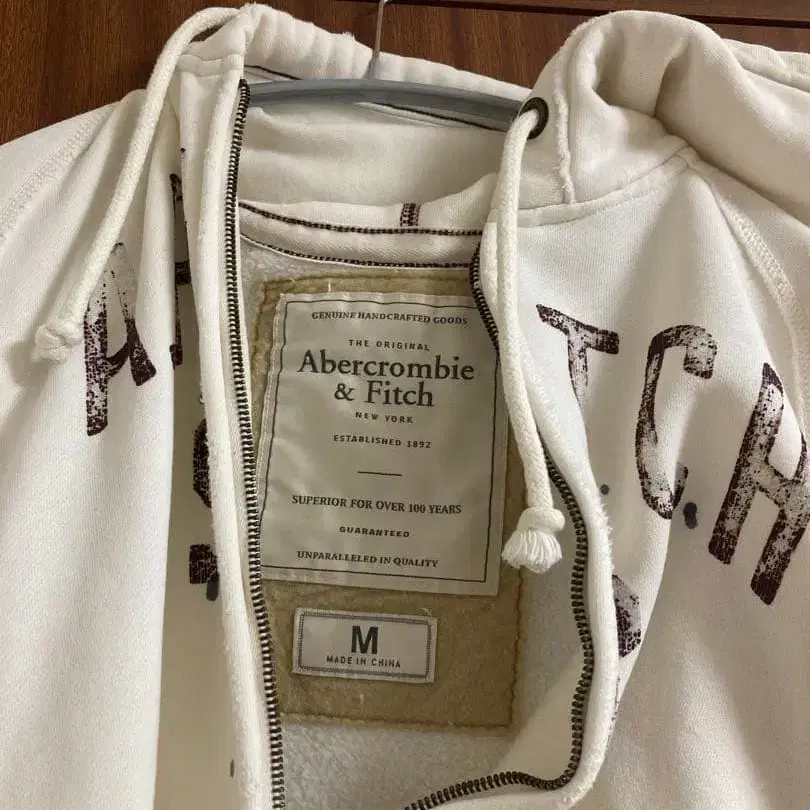 GENUINE HANDCRAFTED GOODS
THE ORIGINAL
Abercrombie
& Fitch
NEW YORK
ESTABLISHED 1892
SUPERIOR FOR OVER 100 YEARS
GUARANTEED
UNPARALLELED IN QUALITY
M
MADE IN CHINA
T.C.H